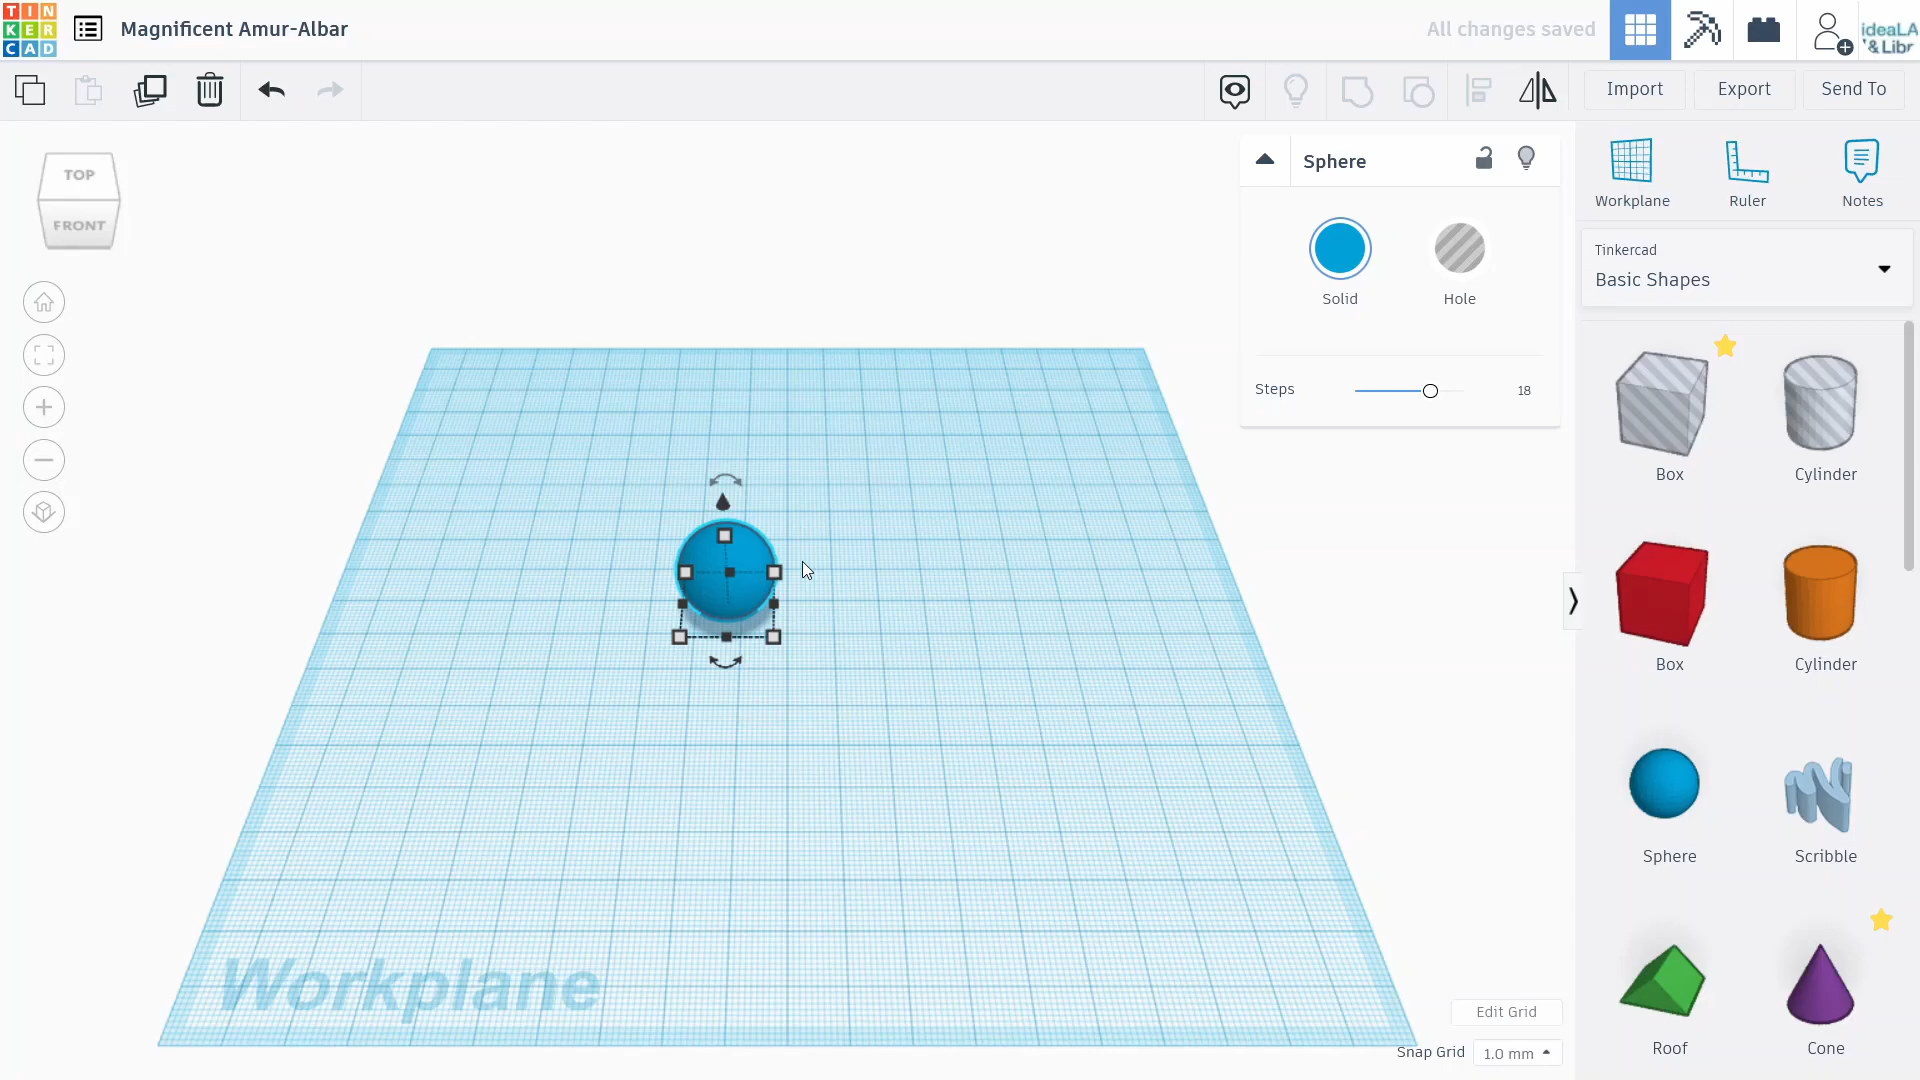 TIN
KER
CAD
Magnificent Amur-Albar
All changes saved
ideaLA
& Libr
Import
Export
Send To
TOP
FRONT
Sphere
Solid
Hole
Steps
18
Workplane
Ruler
Notes
Tinkercad
Basic Shapes
Box
Cylinder
Box
Cylinder
Sphere
Scribble
Roof
Cone
Workplane
Edit Grid
Snap Grid
1.0 mm